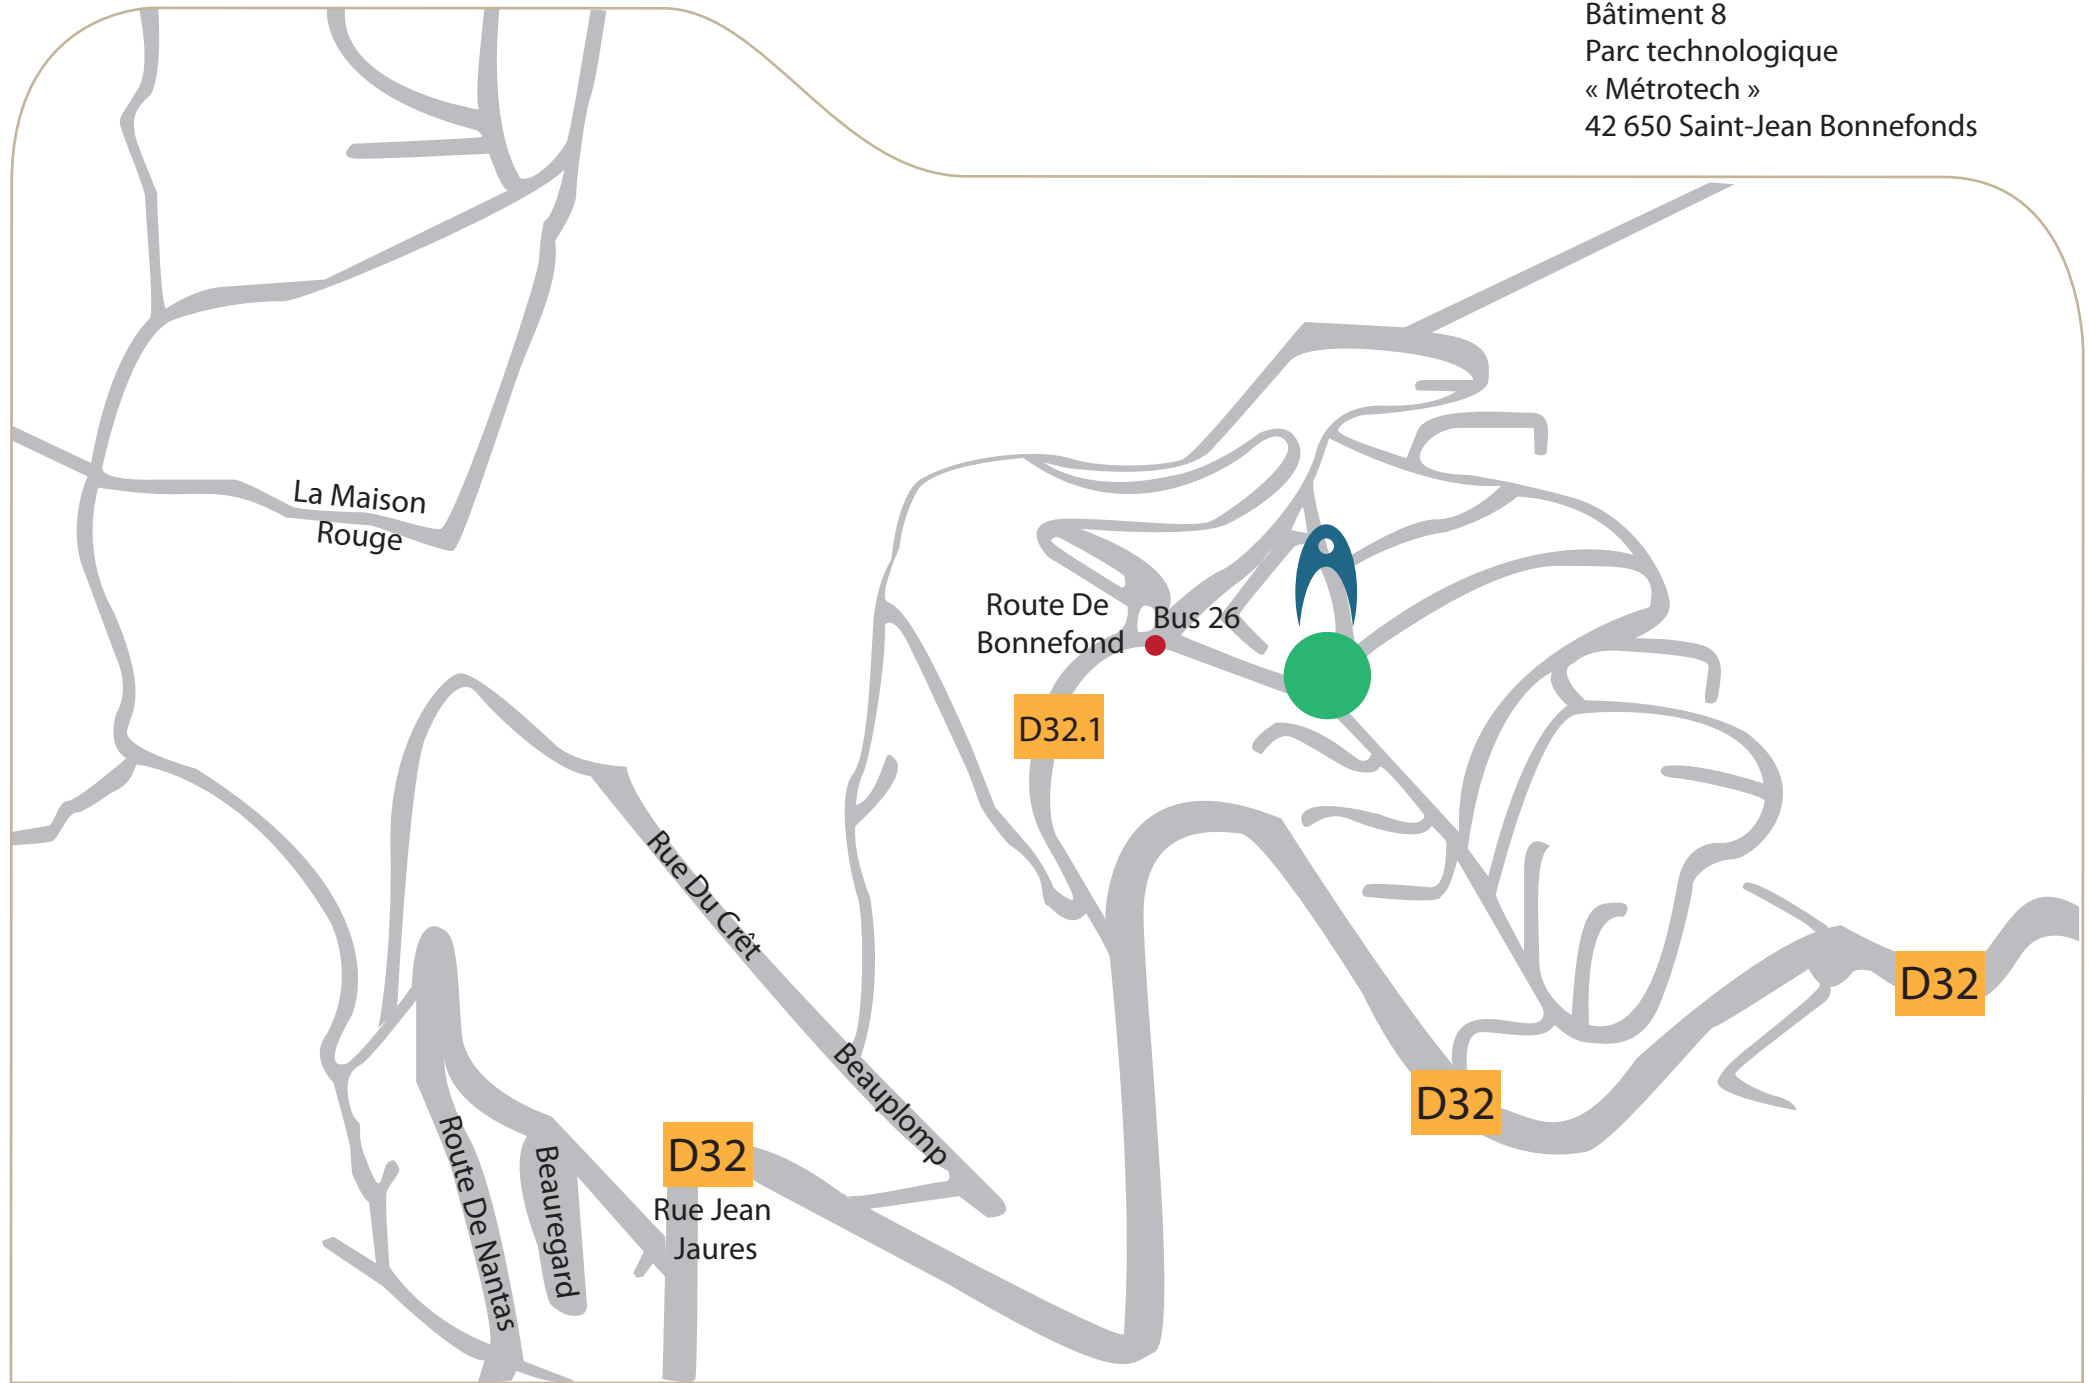 Bâtiment 8
Parc technologique
« Métrotech »
42 650 Saint-Jean Bonnefonds
La Maison
Rouge
Route De
Bonnefond
Bus 26
D32.1
Rue Du Crêt
D32
D32
Beauplomp
D32
Rue Jean
Jaures
Route De Nantas
Beauregard